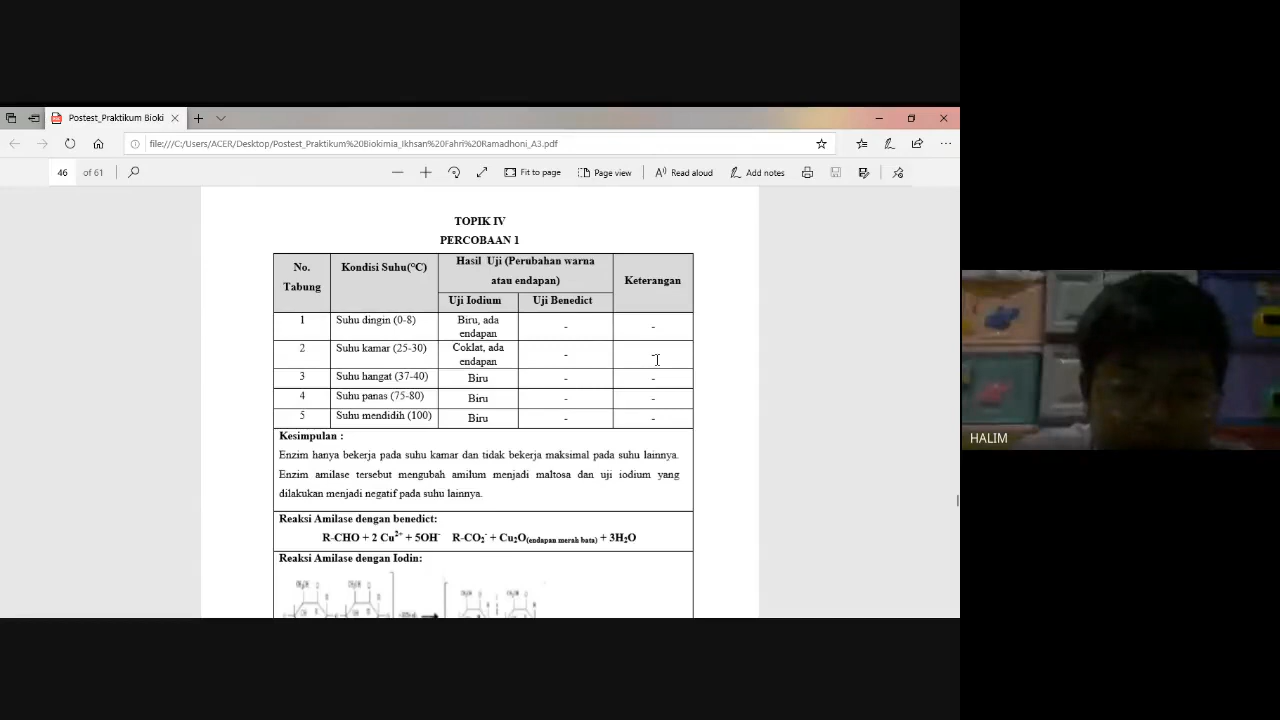 Postest_Praktikum Bioki
file:///C:/Users/ACER/Desktop/Postest_Praktikum%20Biokimia_Ikhsan%20Fahri%20Ramadhoni_A3.pdf
46 of 61
Fit to page
Page view
Read aloud
Add notes
TOPIK IV
PERCOBAAN 1
No. Tabung
Kondisi Suhu(°C)
Hasil Uji (Perubahan warna
atau endapan)
Keterangan
Uji Iodium
Uji Benedict
1 Suhu dingin (0-8) Biru, ada
endapan - -
2 Suhu kamar (25-30) Coklat, ada
endapan - -
3 Suhu hangat (37-40) Biru - -
4 Suhu panas (75-80) Biru - -
5 Suhu mendidih (100) Biru - -
Kesimpulan :
Enzim hanya bekerja pada suhu kamar dan tidak bekerja maksimal pada suhu lainnya.
Enzim amilase tersebut mengubah amilum menjadi maltosa dan uji iodium yang
dilakukan menjadi negatif pada suhu lainnya.
Reaksi Amilase dengan benedict:
R-CHO + 2 Cu²⁺ + 5OH⁻ R-CO₂⁻ + Cu₂O(endapan merah bata) + 3H₂O
Reaksi Amilase dengan Iodin:
HALIM